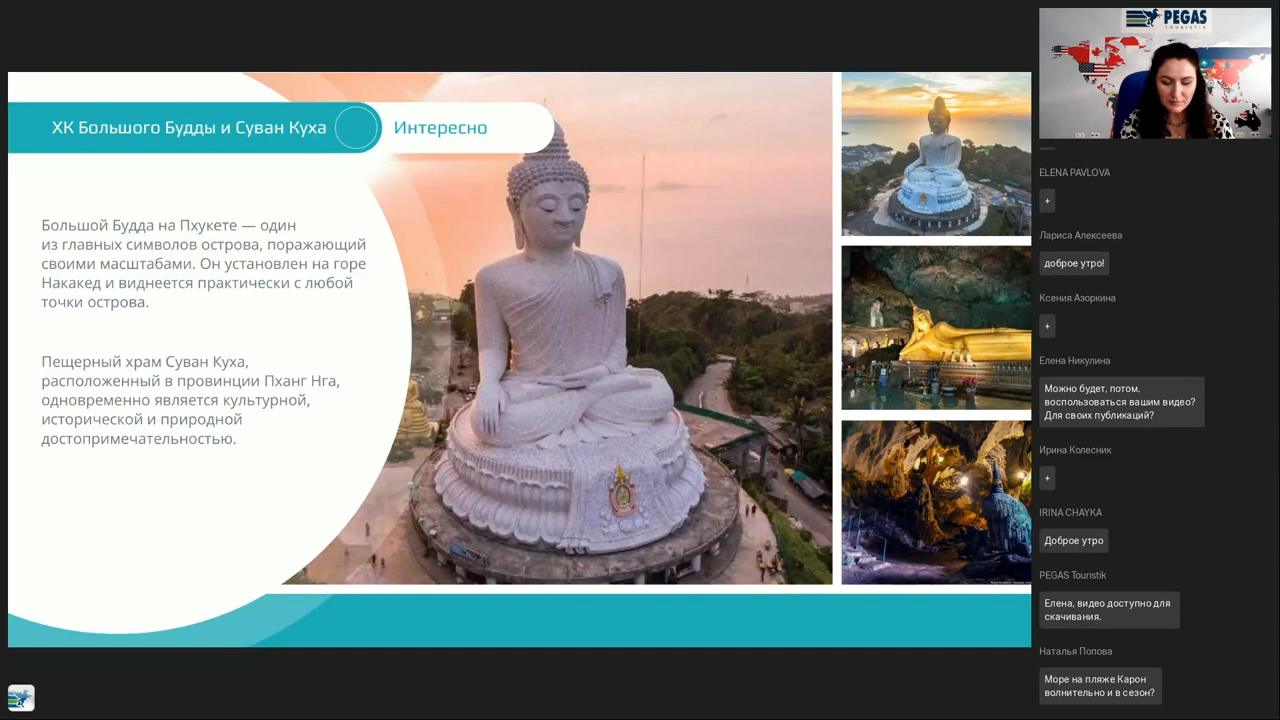 ХК Большого Будды и Суван Куха
Интересно
Большой Будда на Пхукете — один
из главных символов острова, поражающий
своими масштабами. Он установлен на горе
Накакед и виднеется практически с любой
точки острова.
Пещерный храм Суван Куха,
расположенный в провинции Пханг Нга,
одновременно является культурной,
исторической и природной
достопримечательностью.
PEGAS
TOURISTIK
ELENA PAVLOVA
+
Лариса Алексеева
доброе утро!
Ксения Азоркина
+
Елена Никулина
Можно будет, потом,
воспользоваться вашим видео?
Для своих публикаций?
Ирина Колесник
+
IRINA CHAYKA
Доброе утро
PEGAS Touristik
Елена, видео доступно для
скачивания.
Наталья Попова
Море на пляже Карон
волнительно и в сезон?